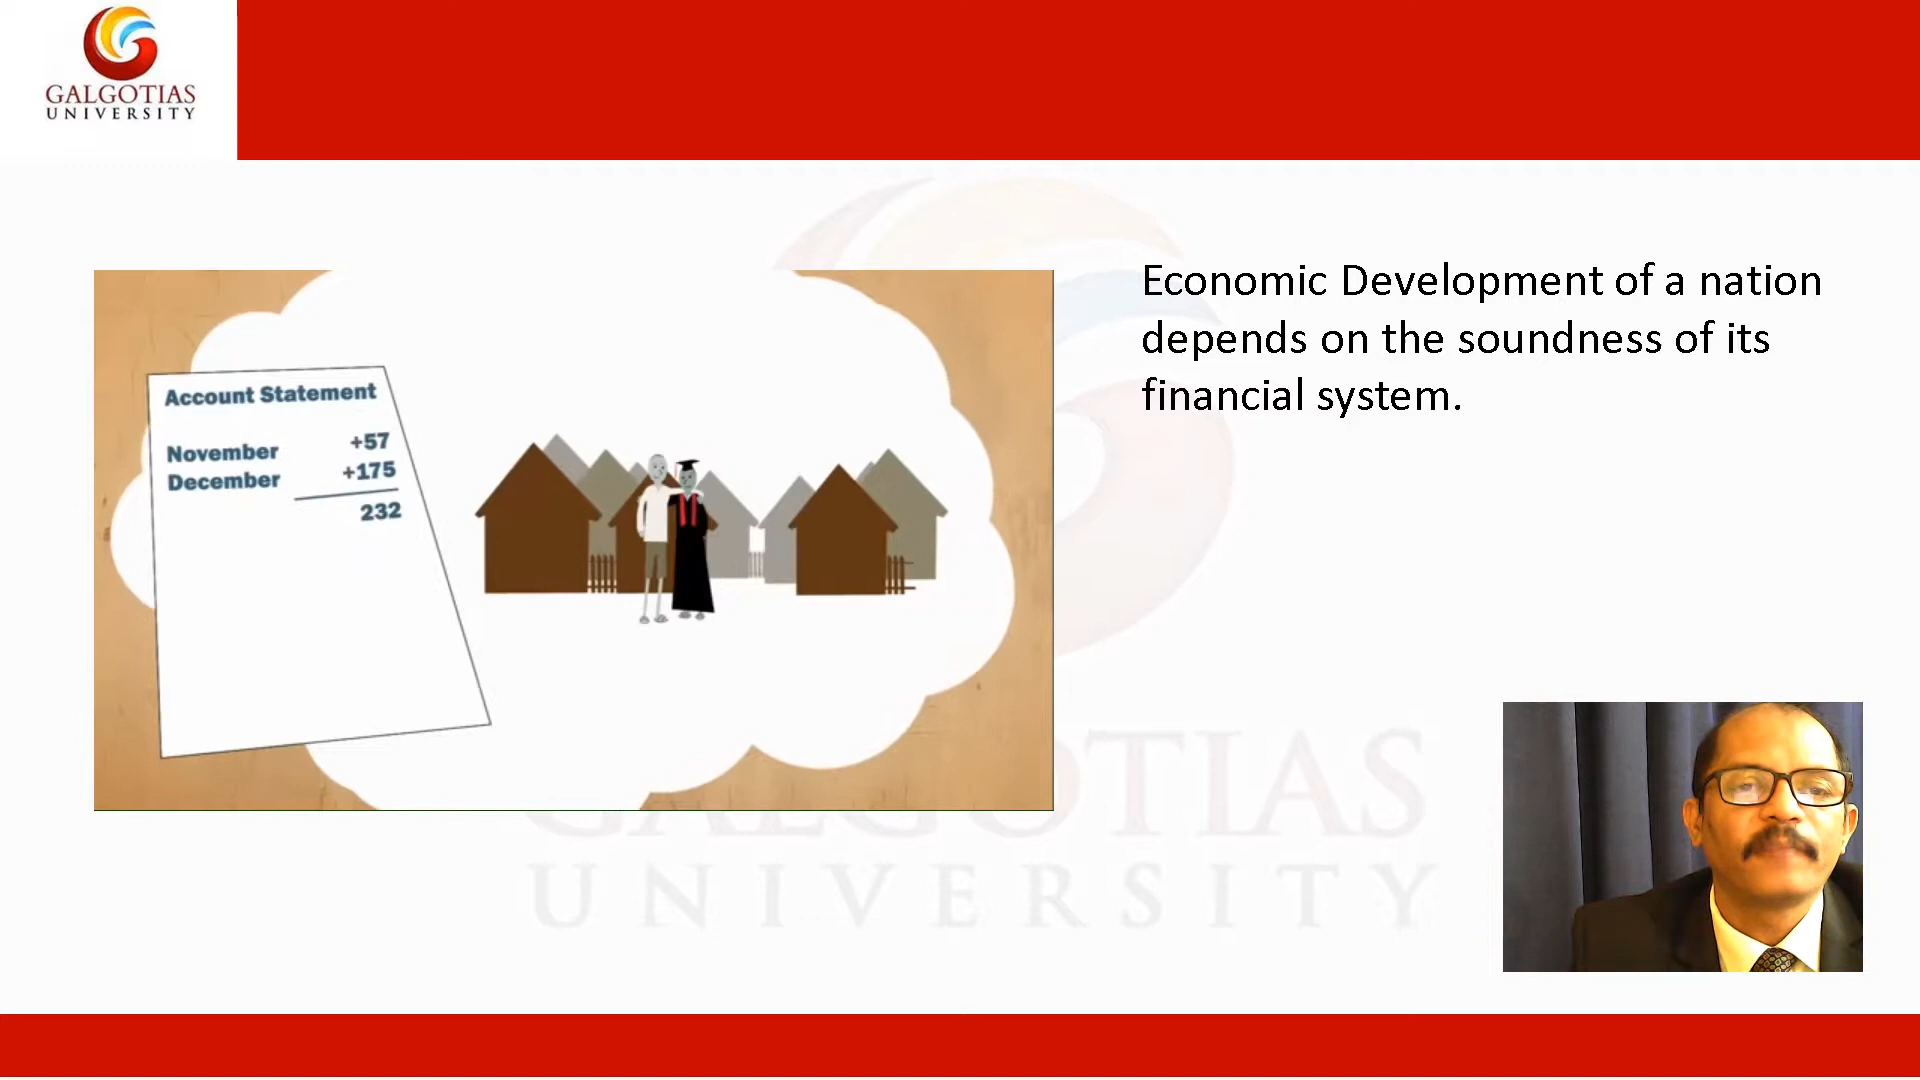 GALGOTIAS
UNIVERSITY
Account Statement
November +57
December +175
232
Economic Development of a nation
depends on the soundness of its
financial system.
GALGOTIAS
UNIVERSITY